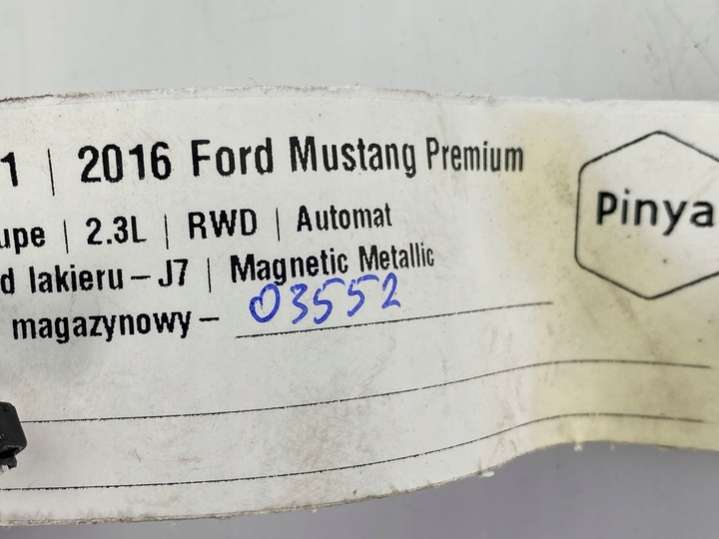 1 | 2016 Ford Mustang Premium
upe | 2.3L | RWD | Automat
d lakieru – J7 | Magnetic Metallic
magazynowy – 03552
Pinya